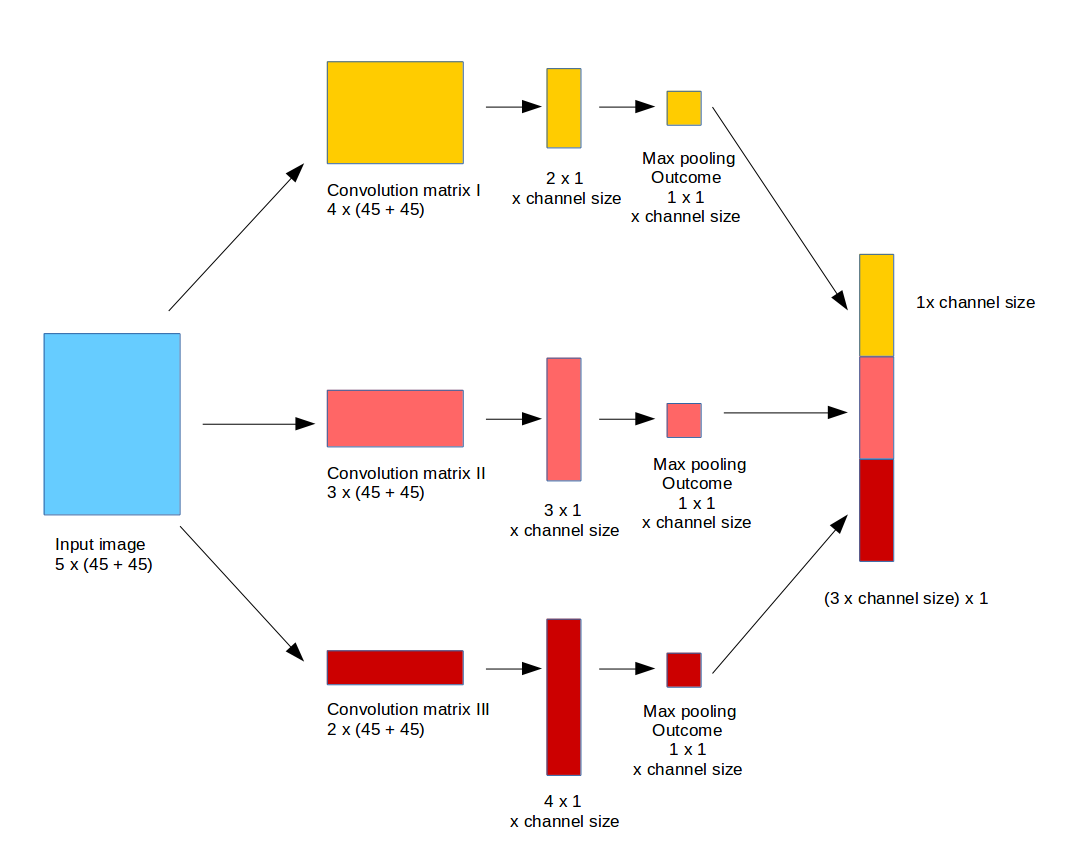 Convolution matrix I
4 x (45 + 45)
2 x 1
x channel size
Max pooling
Outcome
1 x 1
x channel size
1x channel size
Input image
5 x (45 + 45)
Convolution matrix II
3 x (45 + 45)
3 x 1
x channel size
Max pooling
Outcome
1 x 1
x channel size
(3 x channel size) x 1
Convolution matrix III
2 x (45 + 45)
4 x 1
x channel size
Max pooling
Outcome
1 x 1
x channel size